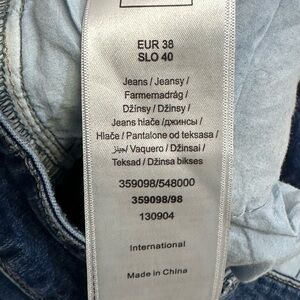 EUR 38
SLO 40
Jeans / Jeansy /
Farmernadrág /
Džínsy / Džinsy /
Jeans hlače /джинсы /
Hlače / Pantalone od teksasa /
جينز/ Vaquero / Džinsai /
Teksad / Džinsa bikses
359098/548000
359098/98
130904
International
Made in China